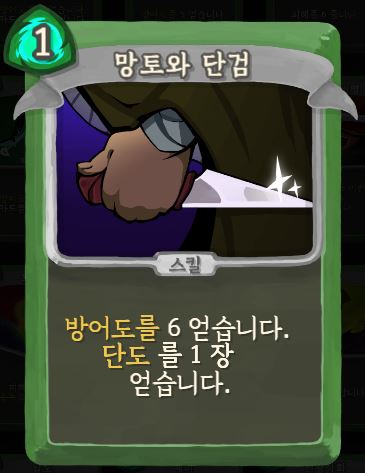 1
망토와 단검
스킬
방어도를 6 얻습니다.
단도 를 1 장
얻습니다.